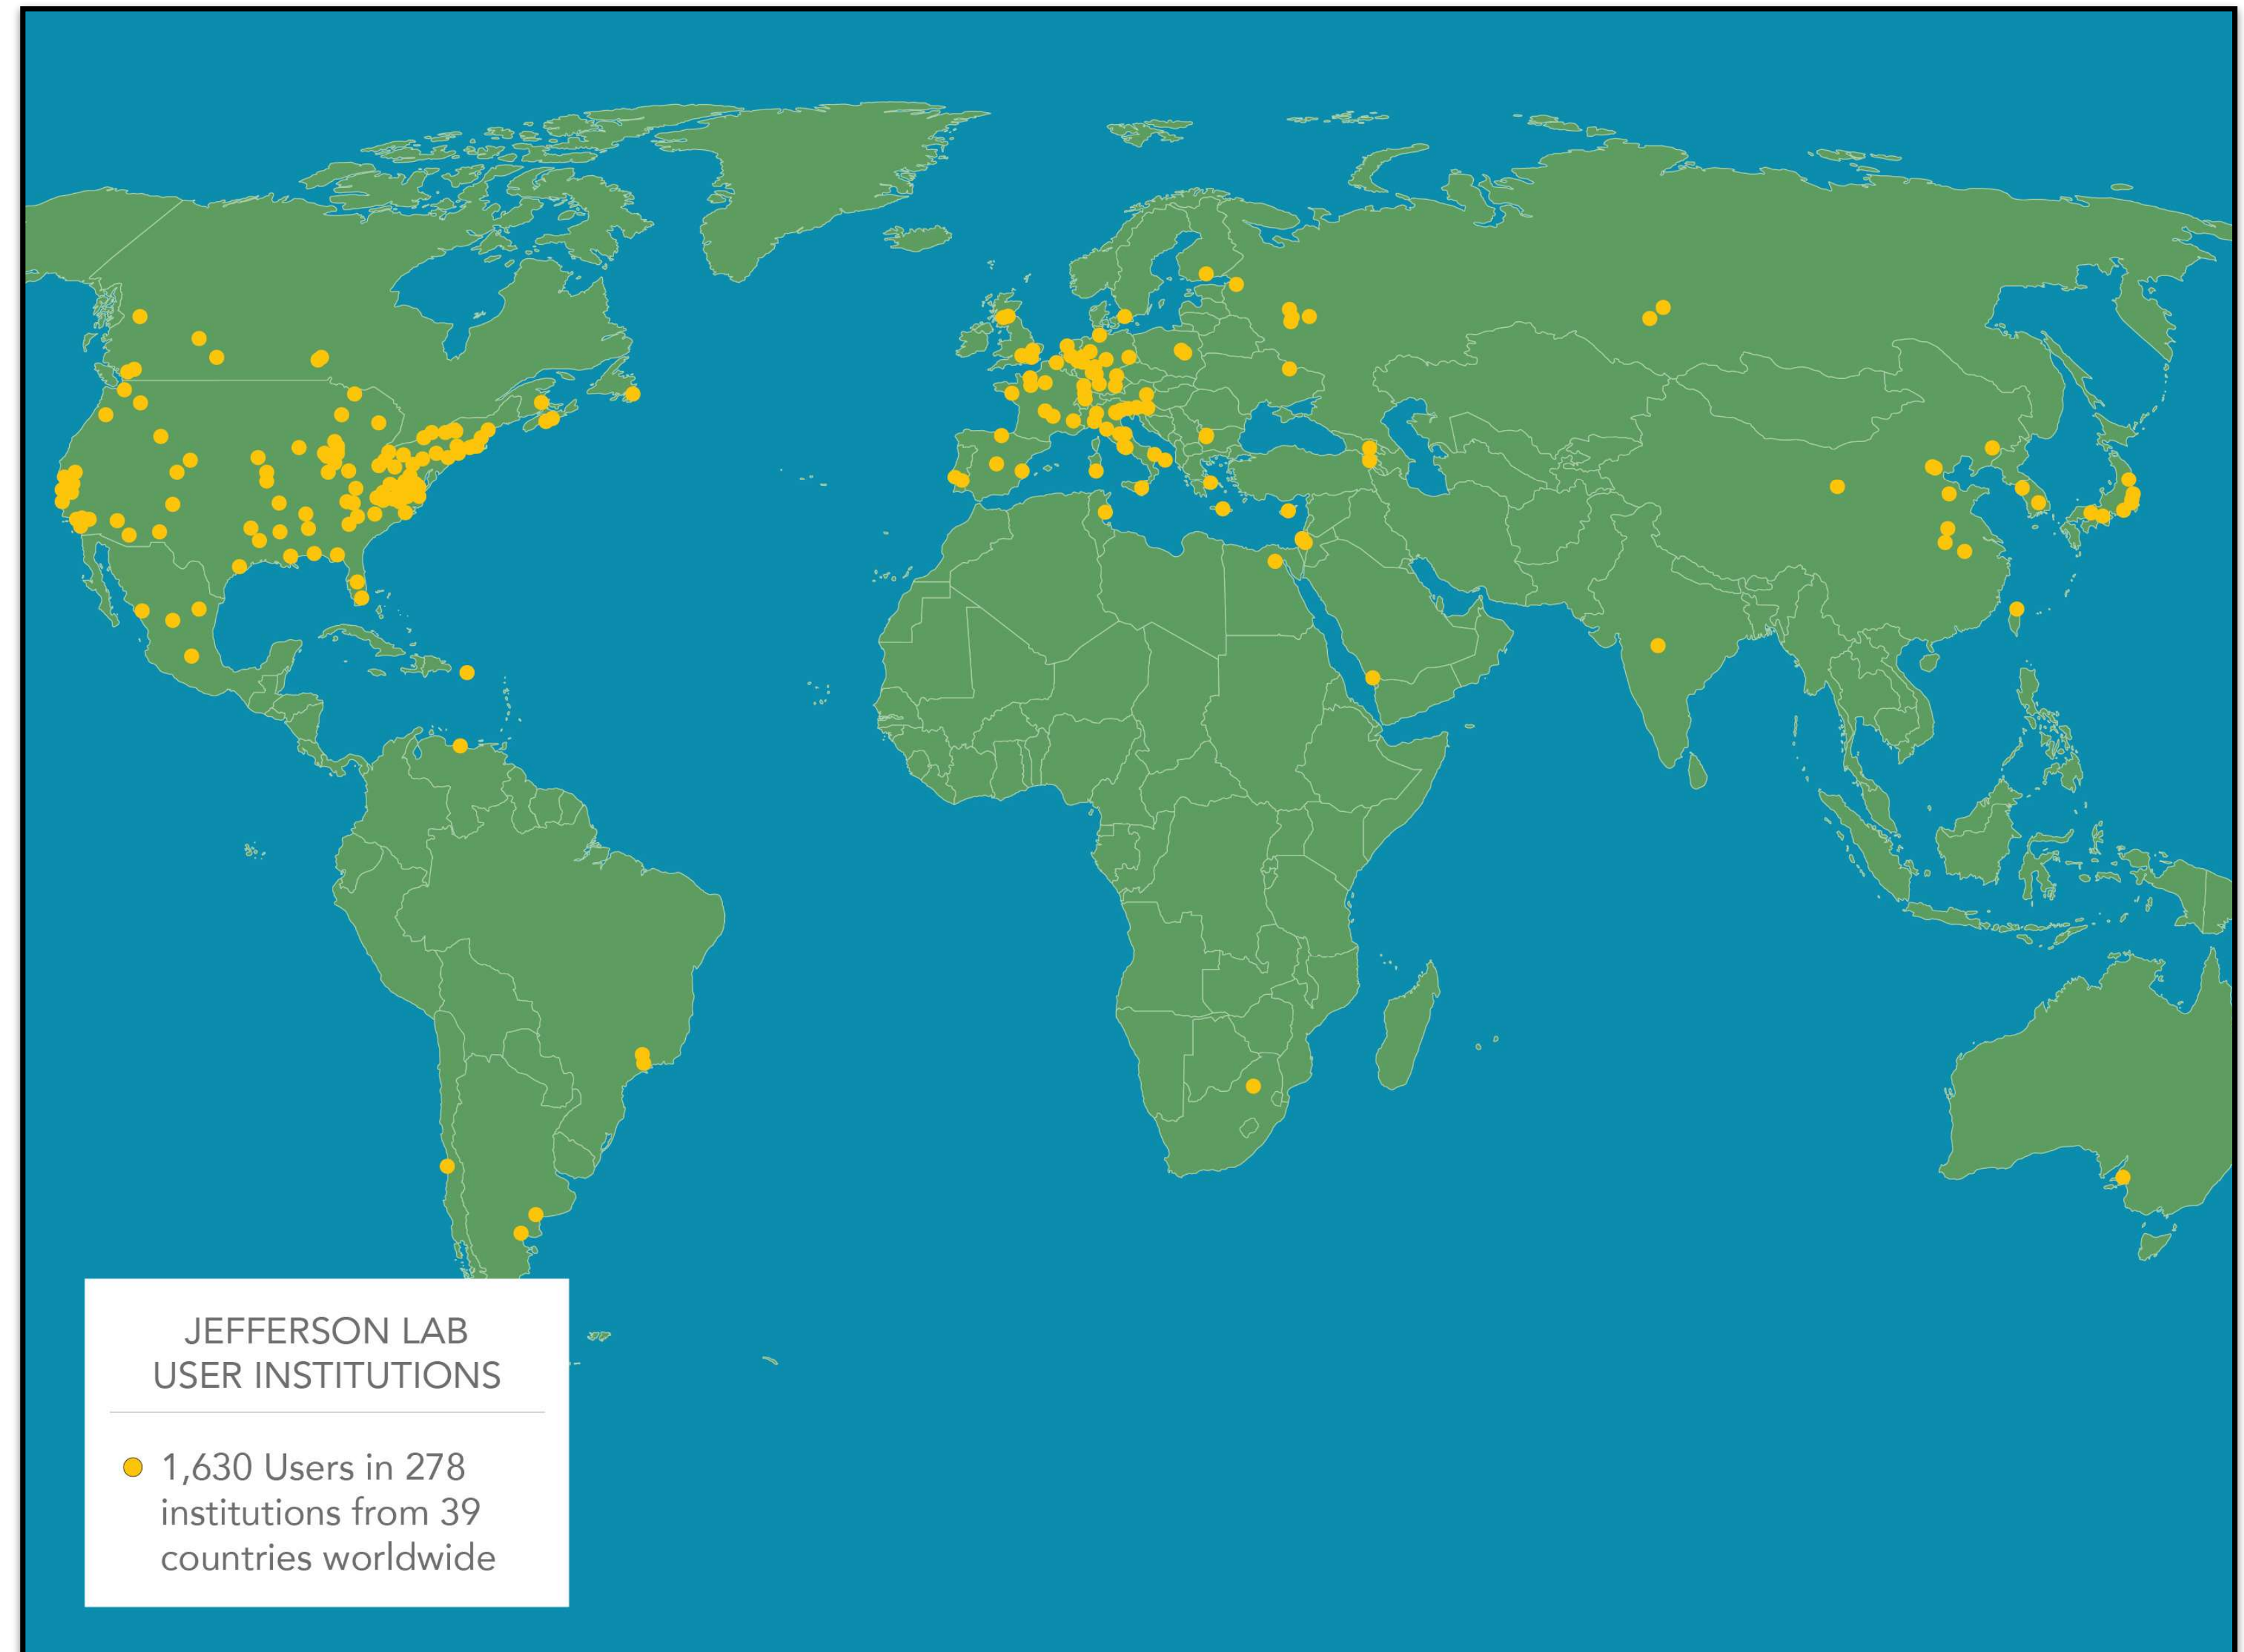 JEFFERSON LAB
USER INSTITUTIONS
1,630 Users in 278
institutions from 39
countries worldwide